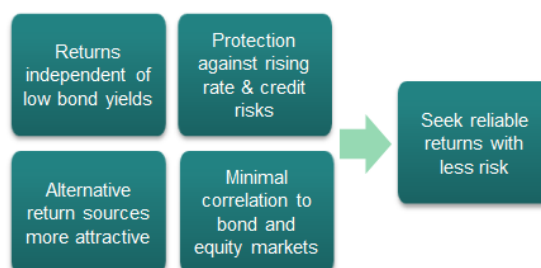 Returns
independent of
low bond yields
Protection
against rising
rate & credit
risks
Alternative
return sources
more attractive
Minimal
correlation to
bond and
equity markets
Seek reliable
returns with
less risk